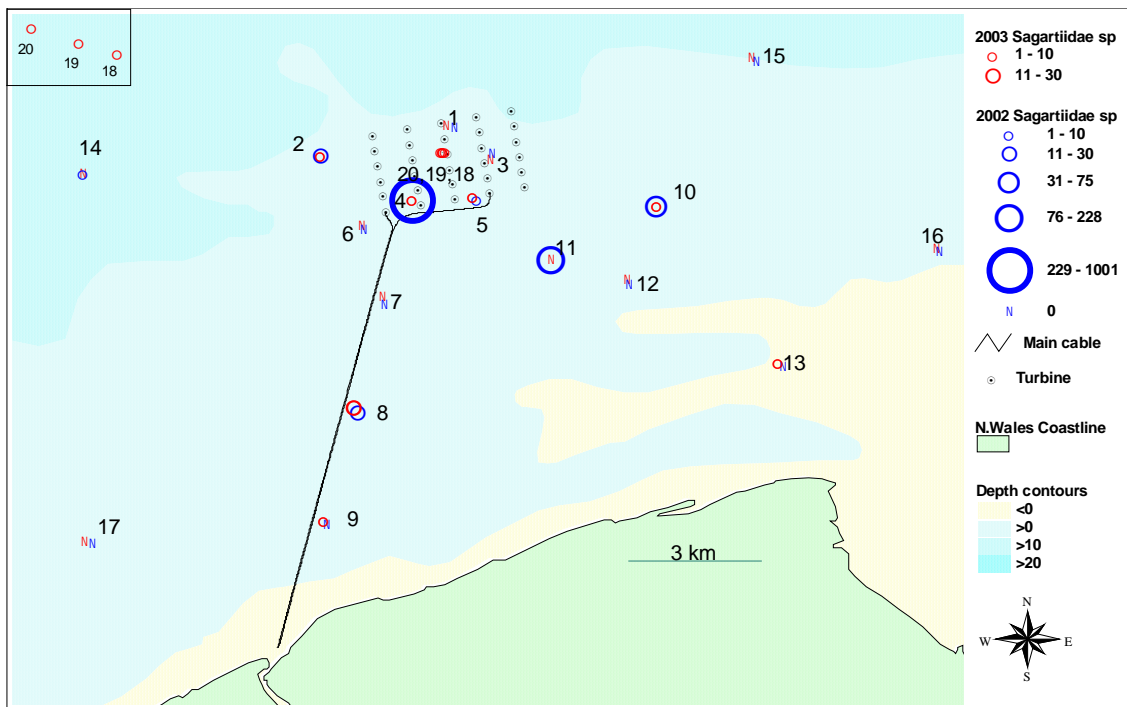 20
19
18
2003 Sagartiidae sp
1 - 10
11 - 30
15
2002 Sagartiidae sp
1 - 10
11 - 30
31 - 75
76 - 228
229 - 1001
N 0
Main cable
Turbine
N.Wales Coastline
Depth contours
<0
>0
>10
>20
N
W E
S
N N
N N 1
2
14
N
N N 3
20, 19, 18
4
5
10
6 N N
11
N
16
N N
N N 12
N N 7
13
N
8
N 9
17
N N
3 km